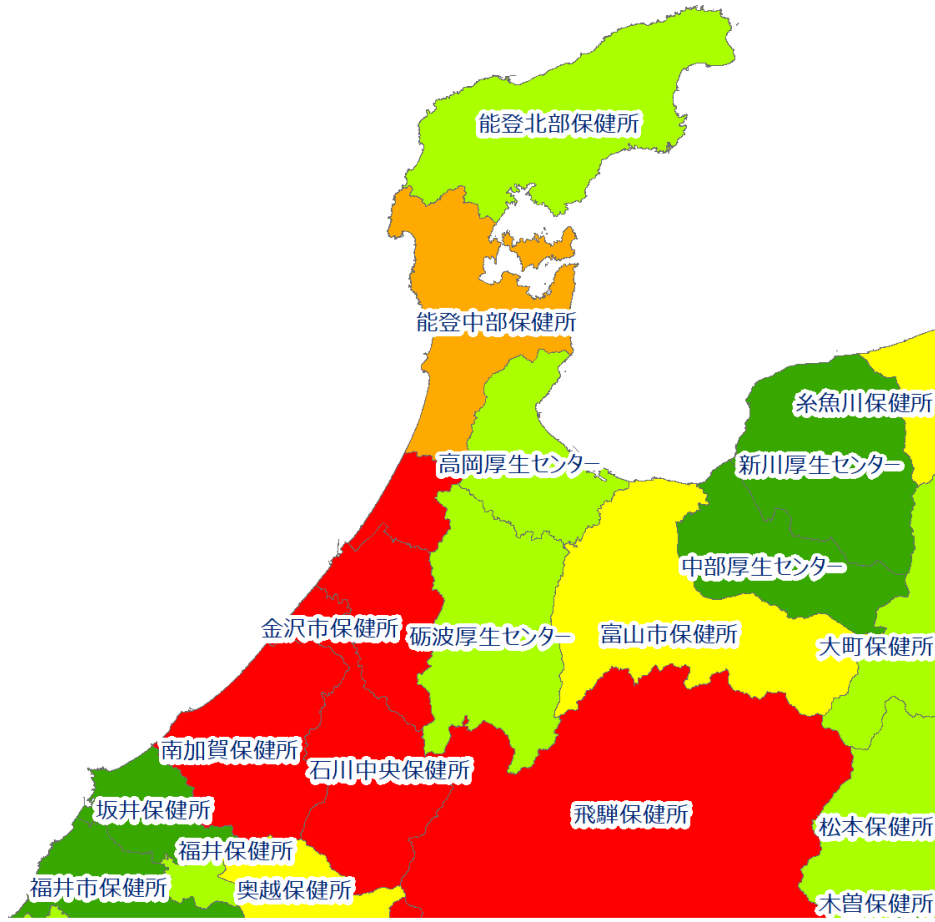 能登北部保健所
能登中部保健所
糸魚川保健所
高岡厚生センター
新川厚生センター
中部厚生センター
金沢市保健所
砺波厚生センター
富山市保健所
大町保健所
南加賀保健所
石川中央保健所
坂井保健所
飛騨保健所
松本保健所
福井保健所
福井市保健所
奥越保健所
木曽保健所